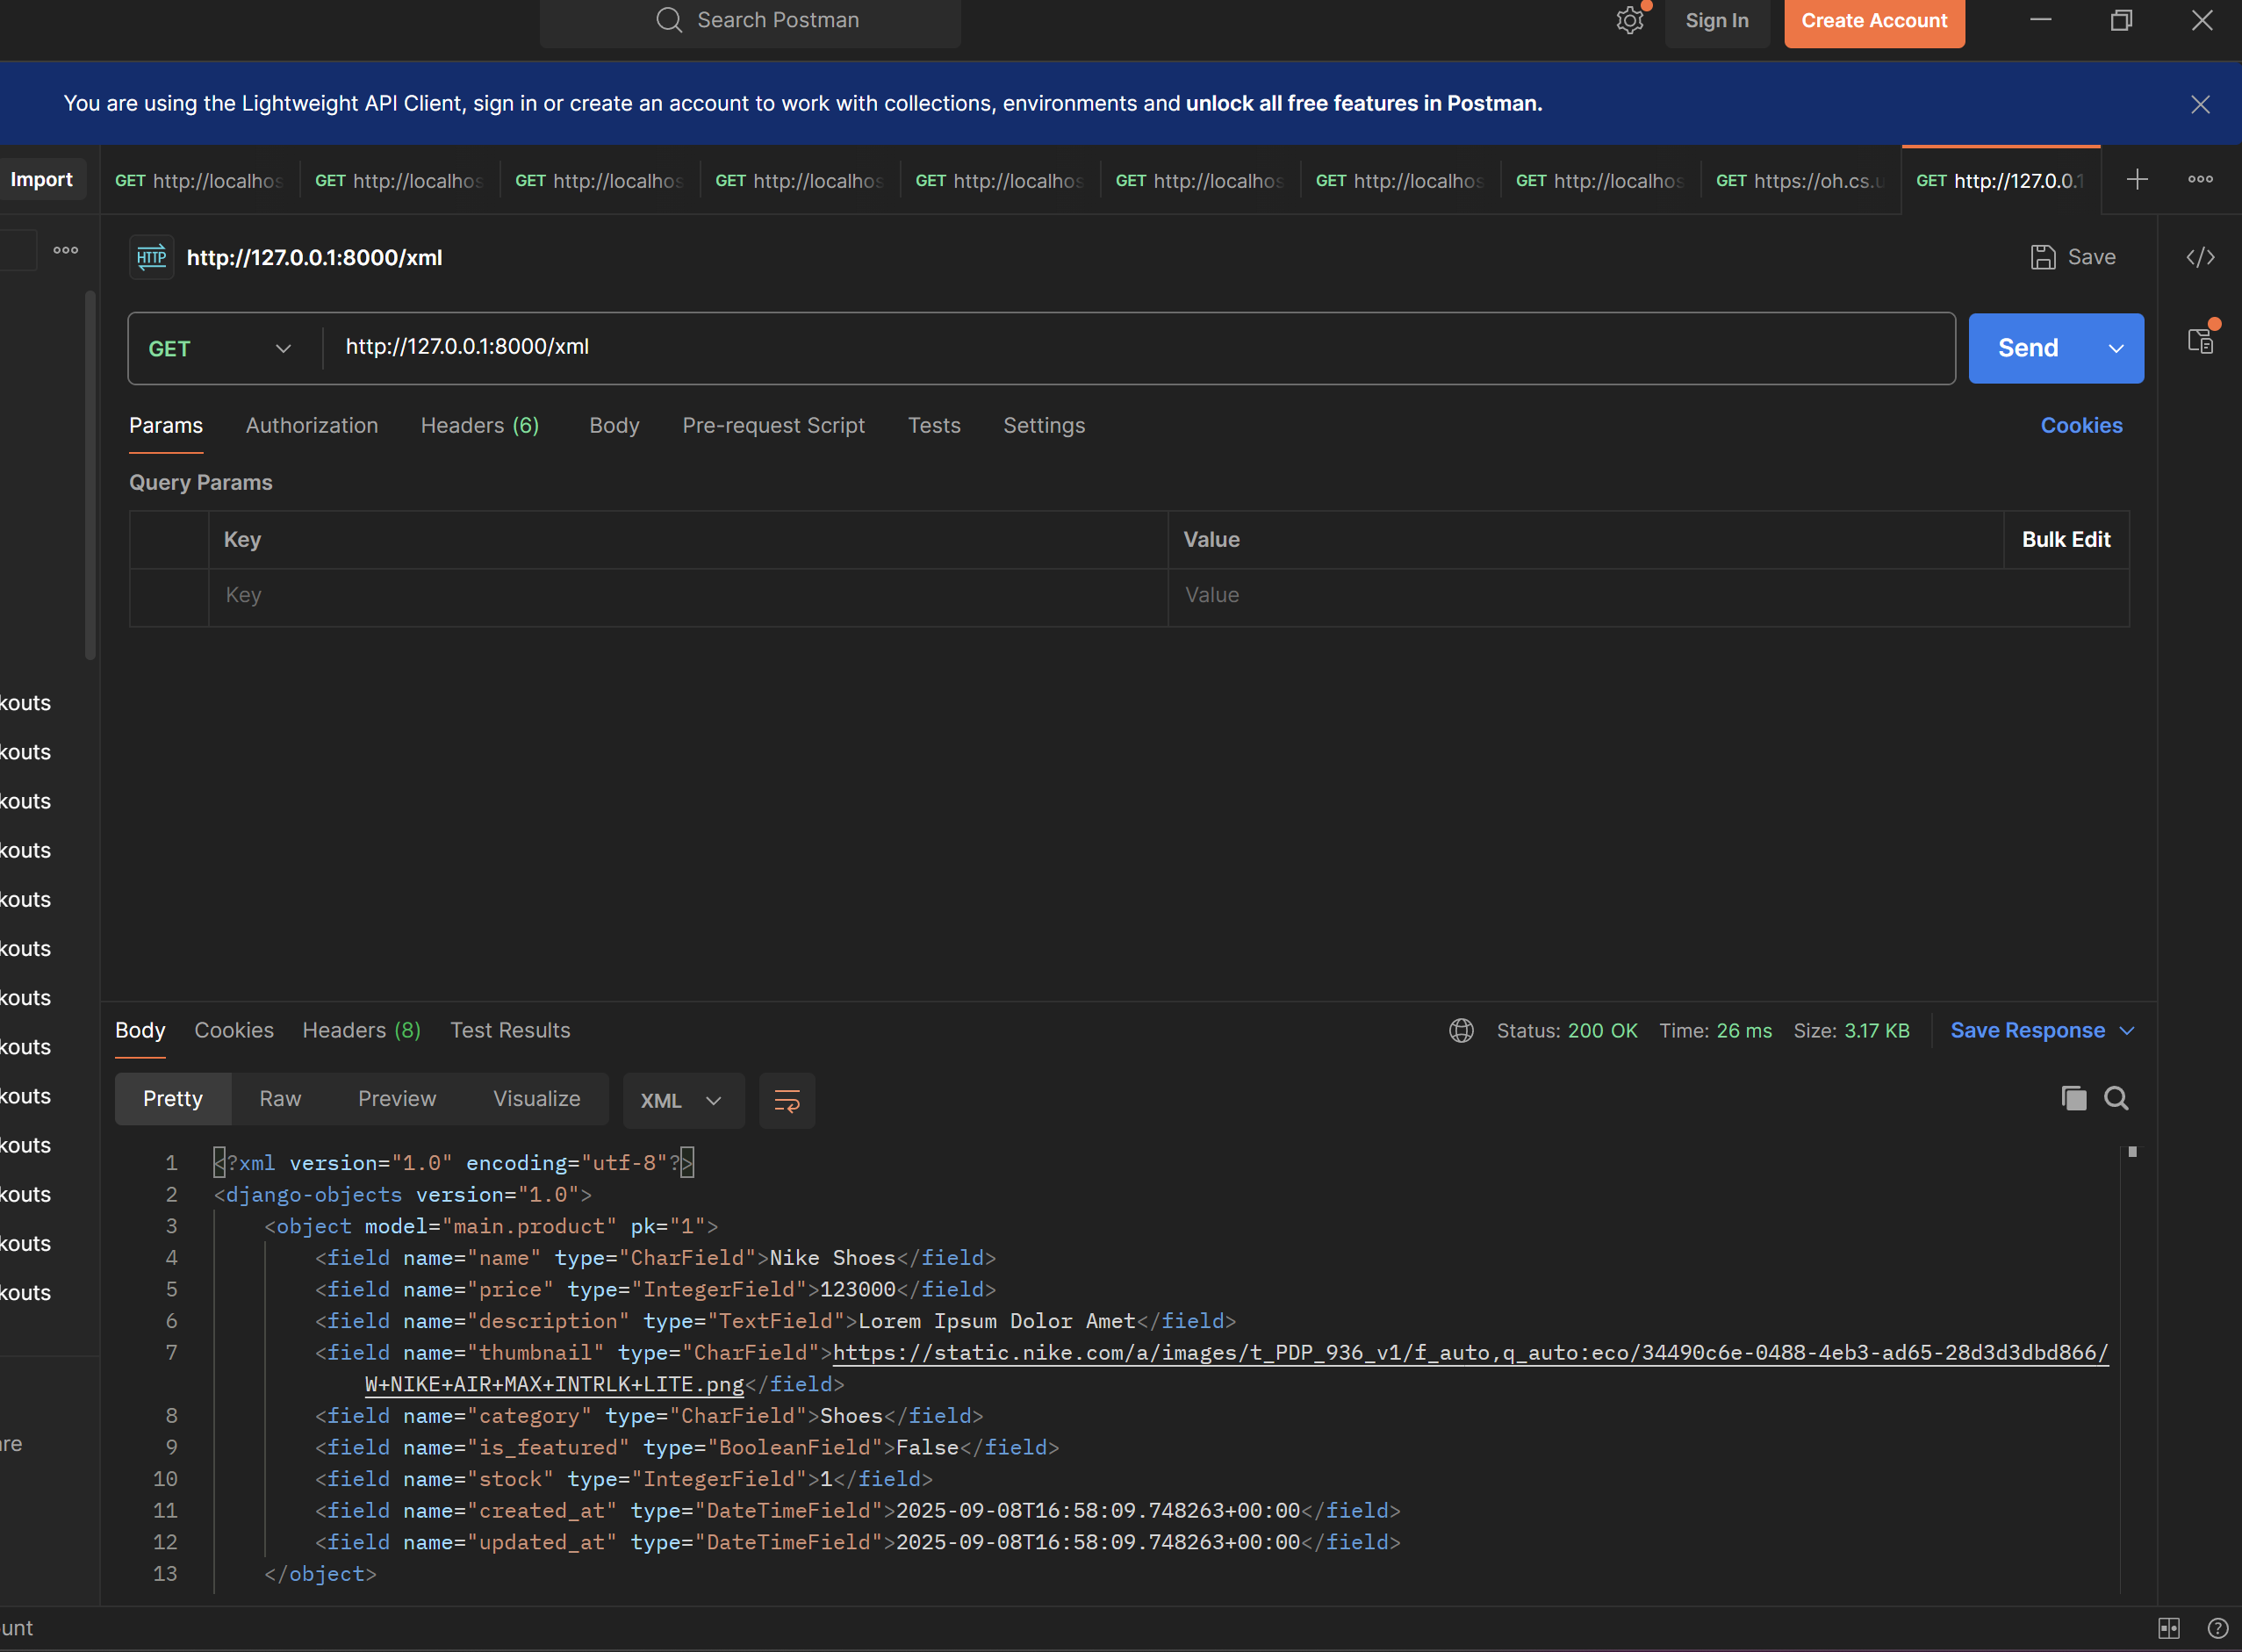 Search Postman
Sign In
Create Account
You are using the Lightweight API Client, sign in or create an account to work with collections, environments and unlock all free features in Postman.
Import
GET http://localhos
GET http://localhos
GET http://localhos
GET http://localhos
GET http://localhos
GET http://localhos
GET http://localhos
GET http://localhos
GET https://oh.cs.u
GET http://127.0.0.1
HTTP http://127.0.0.1:8000/xml
Save
GET http://127.0.0.1:8000/xml
Send
Params Authorization Headers (6) Body Pre-request Script Tests Settings Cookies
Query Params
Key Value Bulk Edit
Key Value
kouts
kouts
kouts
kouts
kouts
kouts
kouts
kouts
kouts
kouts
kouts
kouts
kouts
are
unt
Body Cookies Headers (8) Test Results Status: 200 OK Time: 26 ms Size: 3.17 KB Save Response
Pretty Raw Preview Visualize XML
1 <?xml version="1.0" encoding="utf-8"?>
2 <django-objects version="1.0">
3 <object model="main.product" pk="1">
4 <field name="name" type="CharField">Nike Shoes</field>
5 <field name="price" type="IntegerField">123000</field>
6 <field name="description" type="TextField">Lorem Ipsum Dolor Amet</field>
7 <field name="thumbnail" type="CharField">https://static.nike.com/a/images/t_PDP_936_v1/f_auto,q_auto:eco/34490c6e-0488-4eb3-ad65-28d3d3dbd866/
W+NIKE+AIR+MAX+INTRLK+LITE.png</field>
8 <field name="category" type="CharField">Shoes</field>
9 <field name="is_featured" type="BooleanField">False</field>
10 <field name="stock" type="IntegerField">1</field>
11 <field name="created_at" type="DateTimeField">2025-09-08T16:58:09.748263+00:00</field>
12 <field name="updated_at" type="DateTimeField">2025-09-08T16:58:09.748263+00:00</field>
13 </object>